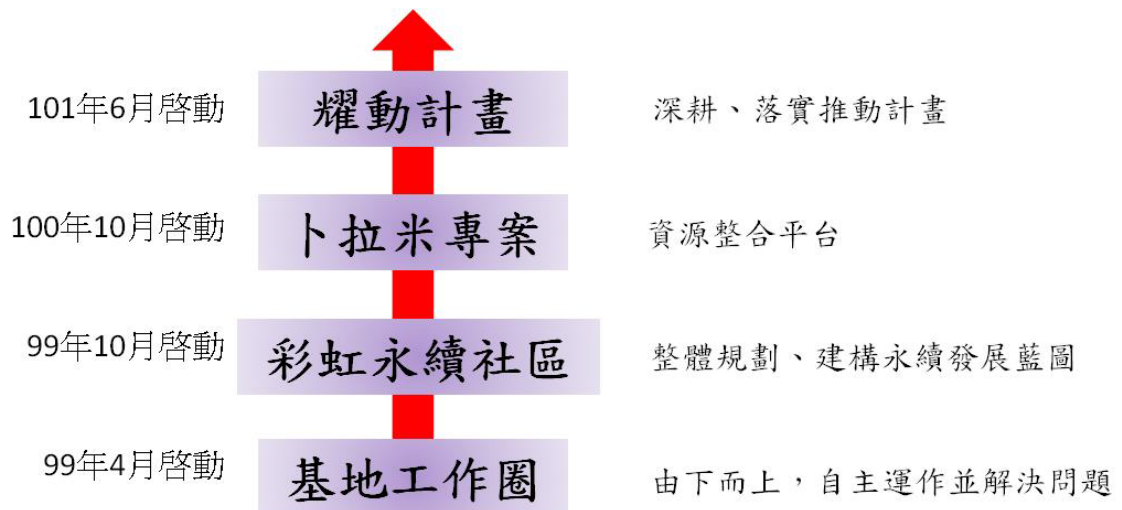 101年6月啓動 耀動計畫 深耕、落實推動計畫
100年10月啓動 卜拉米專案 資源整合平台
99年10月啓動 彩虹永續社區 整體規劃、建構永續發展藍圖
99年4月啓動 基地工作圈 由下而上，自主運作並解決問題